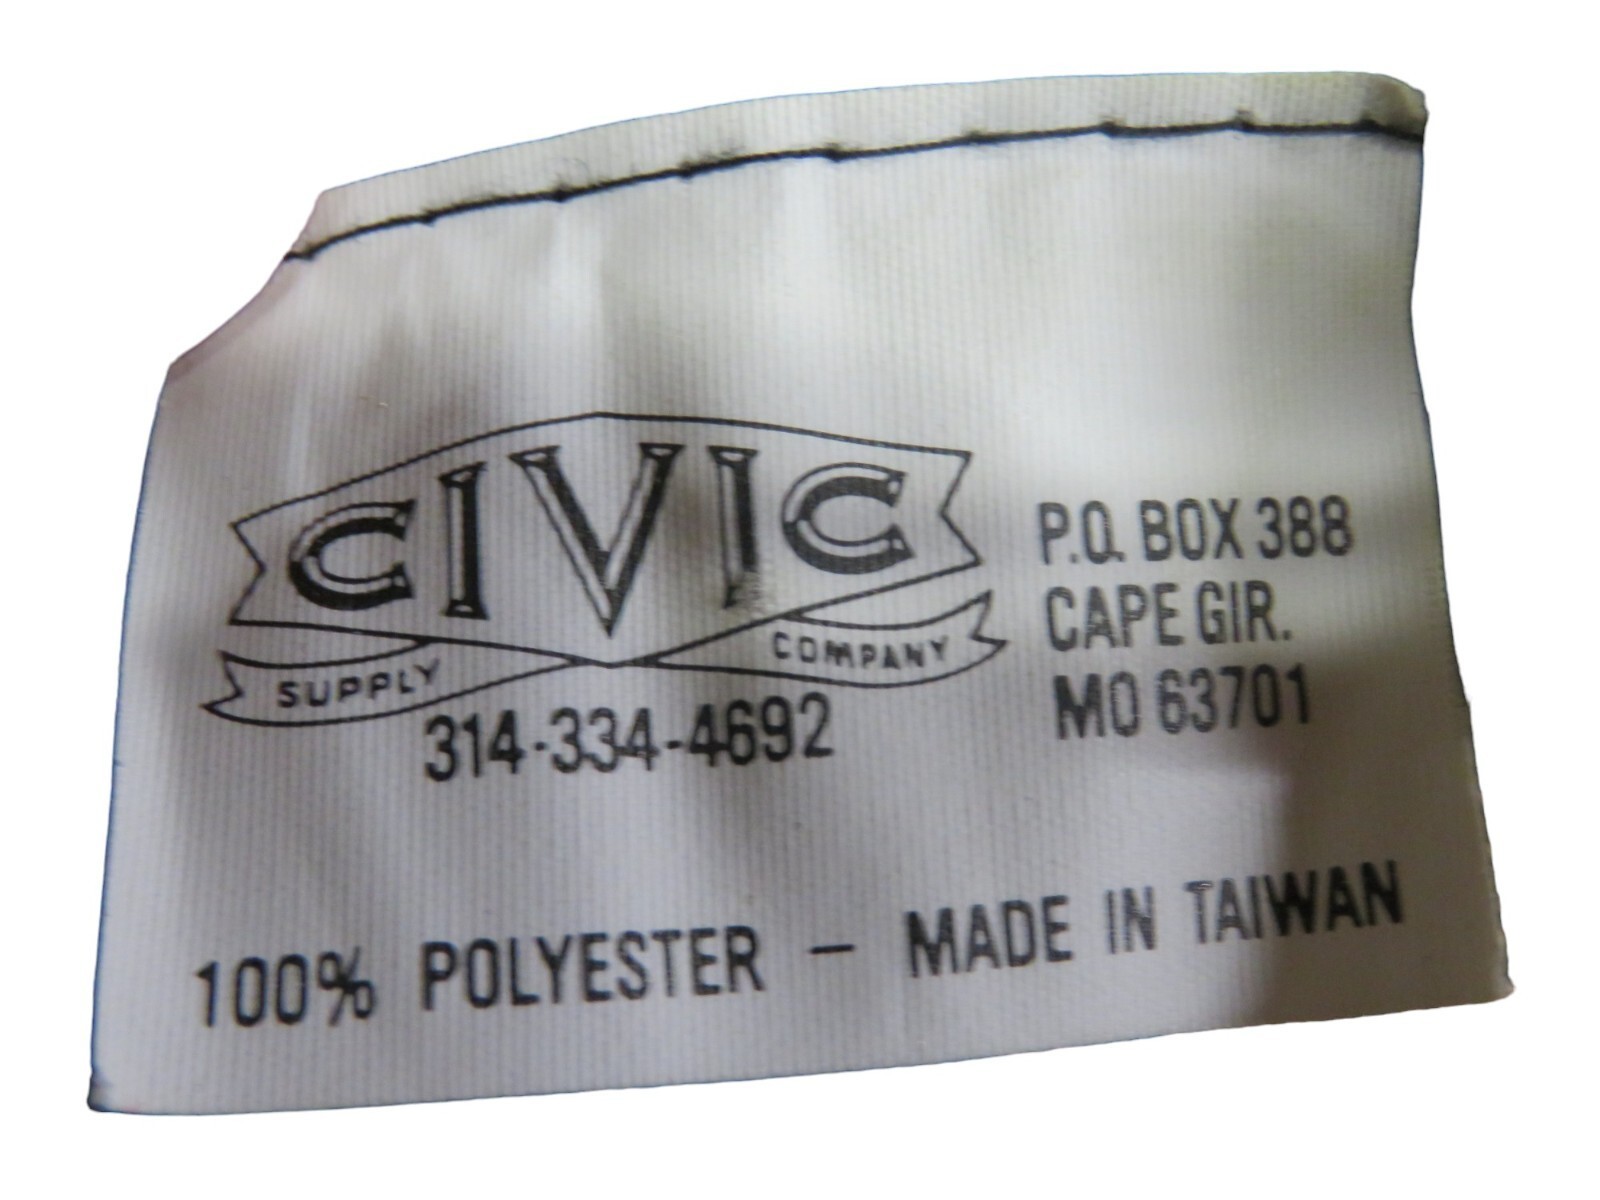 CIVIC
SUPPLY COMPANY
314-334-4692
P.O. BOX 388
CAPE GIR.
MO 63701
100% POLYESTER — MADE IN TAIWAN